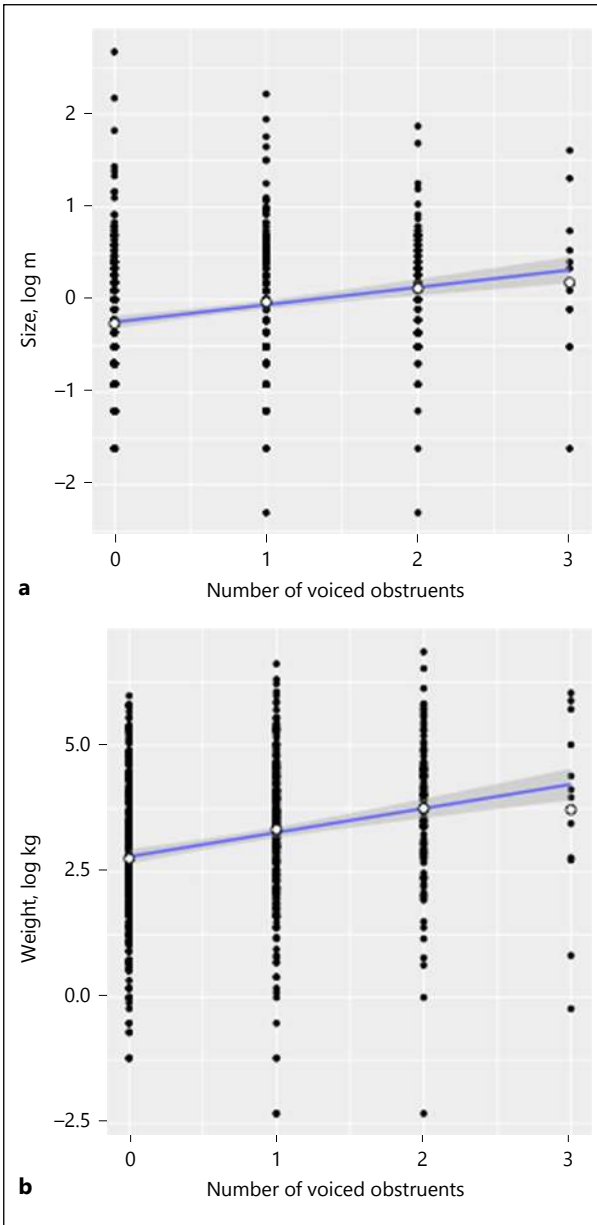 2
1
0
–1
–2
Size, log m
0 1 2 3
Number of voiced obstruents
a
5.0
2.5
0.0
–2.5
Weight, log kg
0 1 2 3
Number of voiced obstruents
b